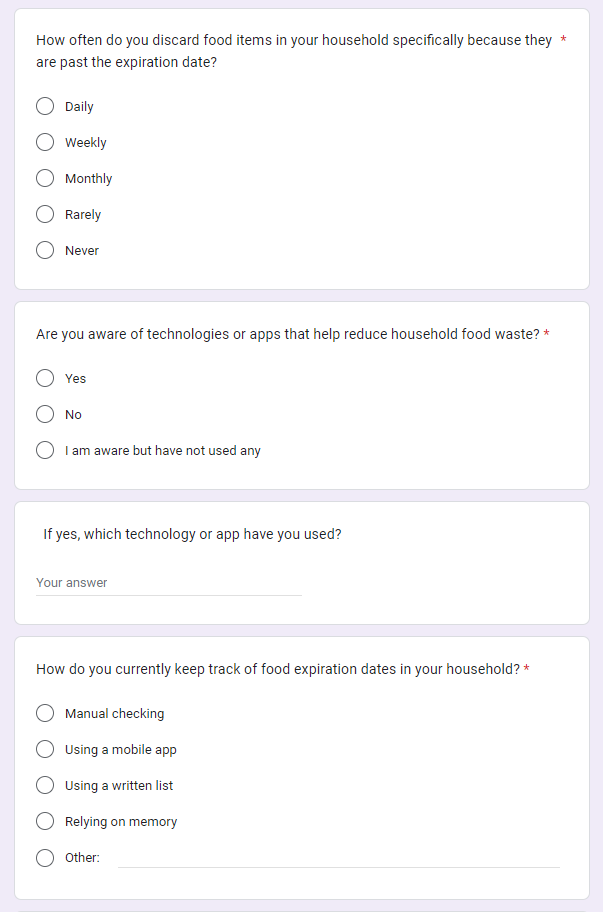 How often do you discard food items in your household specifically because they *
are past the expiration date?
Daily
Weekly
Monthly
Rarely
Never
Are you aware of technologies or apps that help reduce household food waste? *
Yes
No
I am aware but have not used any
If yes, which technology or app have you used?
Your answer
How do you currently keep track of food expiration dates in your household? *
Manual checking
Using a mobile app
Using a written list
Relying on memory
Other: